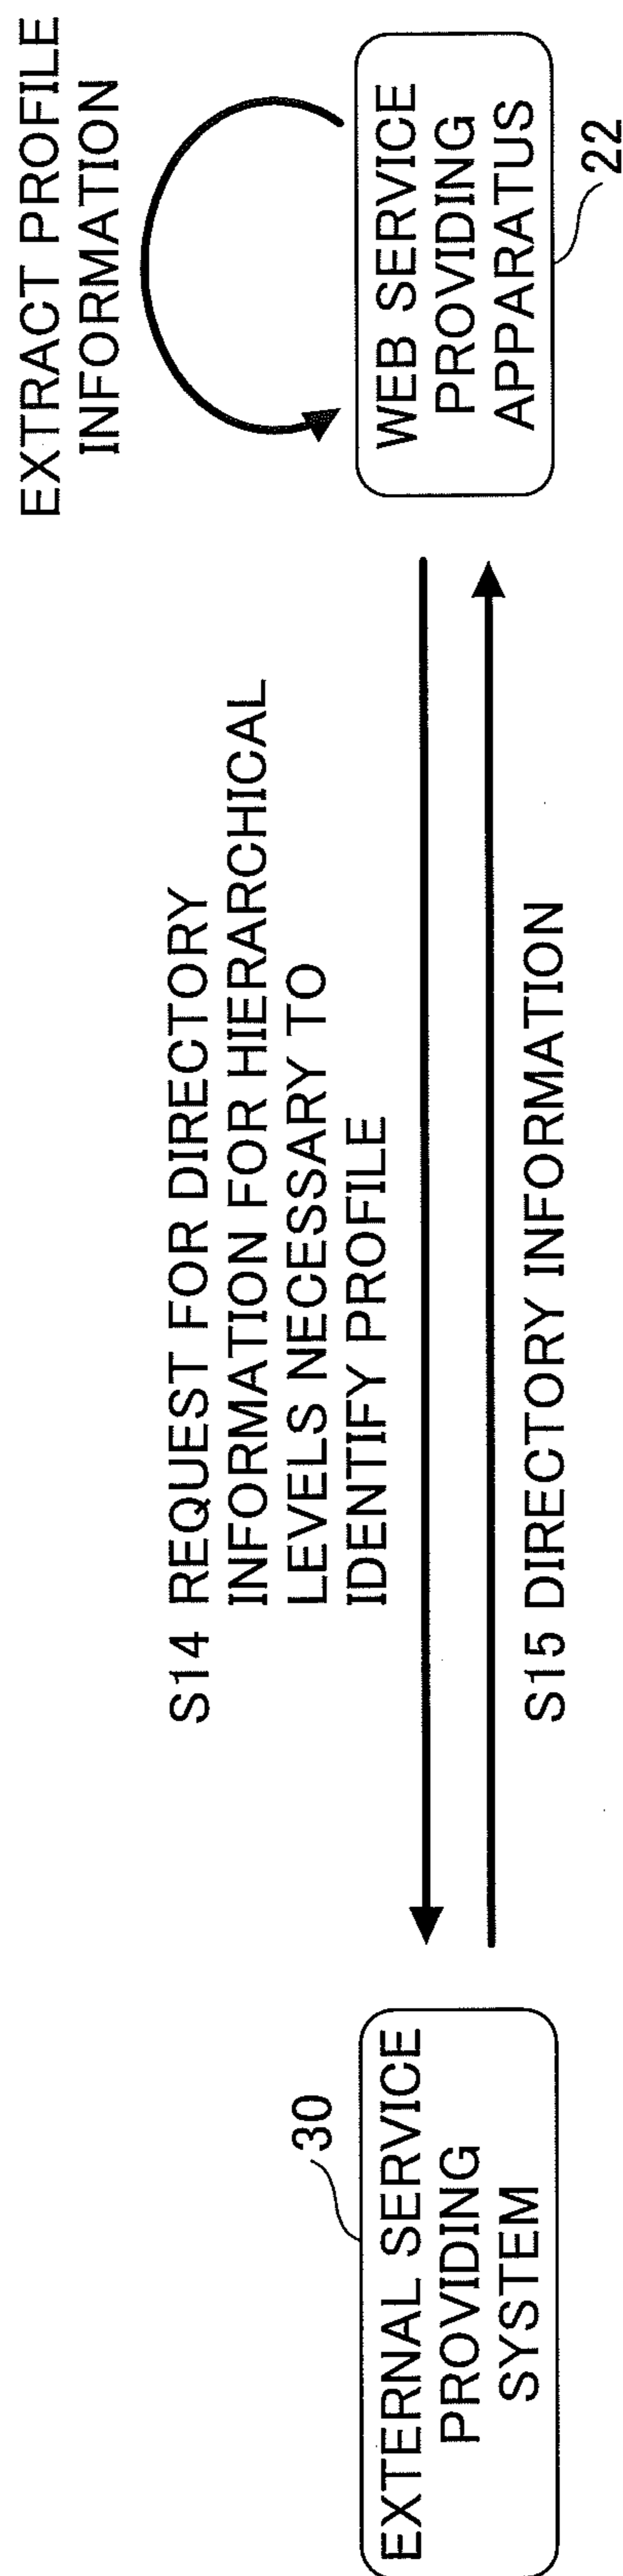 EXTRACT PROFILE
INFORMATION
S14 REQUEST FOR DIRECTORY
INFORMATION FOR HIERARCHICAL
LEVELS NECESSARY TO
IDENTIFY PROFILE
30
EXTERNAL SERVICE
PROVIDING
SYSTEM
WEB SERVICE
PROVIDING
APPARATUS
22
S15 DIRECTORY INFORMATION